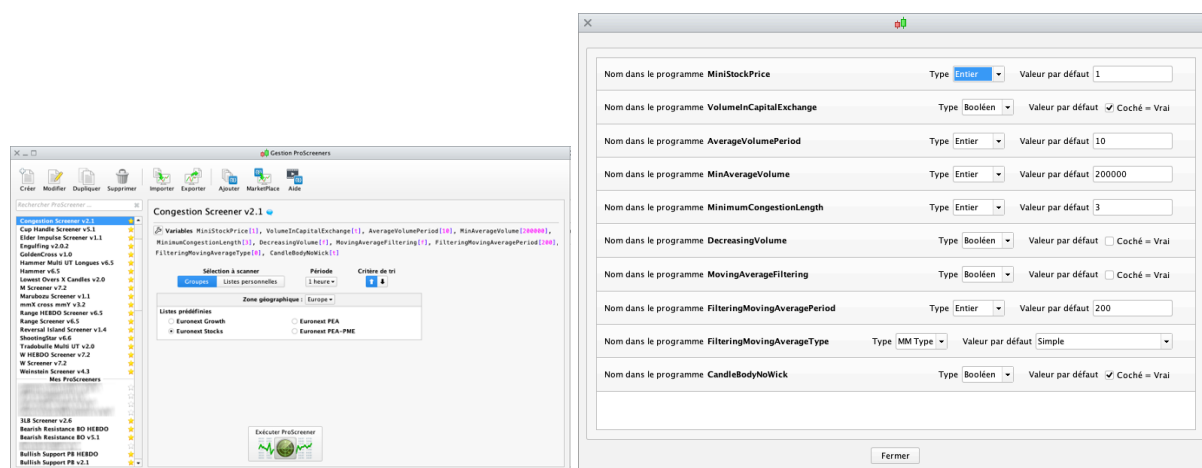 Gestion ProScreeners
Créer Modifier Dupliquer Supprimer Importer Exporter Ajouter MarketPlace Aide
Rechercher ProScreener ...
Congestion Screener v2.1
Cup Handle Screener v5.1
Elder Impulse Screener v1.1
Engulfing v2.0.2
GoldenCross v1.0
Hammer Multi UT Longues v6.5
Hammer v6.5
Lowest Overs X Candles v2.0
M Screener v7.2
Marubozu Screener v1.1
mmX cross mmY v3.2
Range HEBDO Screener v6.5
Range Screener v6.5
Reversal Island Screener v1.4
ShootingStar v6.6
Tradobulle Multi UT v2.0
W HEBDO Screener v7.2
W Screener v7.2
Weinstein Screener v4.3
Mes ProScreeners
3LB Screener v2.6
Bearish Resistance BO HEBDO
Bearish Resistance BO v5.1
Bullish Support PB HEBDO
Bullish Support PB v2.1
Congestion Screener v2.1
Variables MiniStockPrice[1], VolumeInCapitalExchange[t], AverageVolumePeriod[10], MinAverageVolume[200000],
MinimumCongestionLength[3], DecreasingVolume[f], MovingAverageFiltering[f], FilteringMovingAveragePeriod[200],
FilteringMovingAverageType[0], CandleBodyNoWick[t]
Sélection à scanner Période Critère de tri
Groupes Listes personnelles 1 heure
Zone géographique : Europe
Listes prédéfinies
Euronext Growth Euronext PEA
Euronext Stocks Euronext PEA-PME
Exécuter ProScreener
Nom dans le programme MiniStockPrice Type Entier Valeur par défaut 1
Nom dans le programme VolumeInCapitalExchange Type Booléen Valeur par défaut Coché = Vrai
Nom dans le programme AverageVolumePeriod Type Entier Valeur par défaut 10
Nom dans le programme MinAverageVolume Type Entier Valeur par défaut 200000
Nom dans le programme MinimumCongestionLength Type Entier Valeur par défaut 3
Nom dans le programme DecreasingVolume Type Booléen Valeur par défaut Coché = Vrai
Nom dans le programme MovingAverageFiltering Type Booléen Valeur par défaut Coché = Vrai
Nom dans le programme FilteringMovingAveragePeriod Type Entier Valeur par défaut 200
Nom dans le programme FilteringMovingAverageType Type MM Type Valeur par défaut Simple
Nom dans le programme CandleBodyNoWick Type Booléen Valeur par défaut Coché = Vrai
Fermer